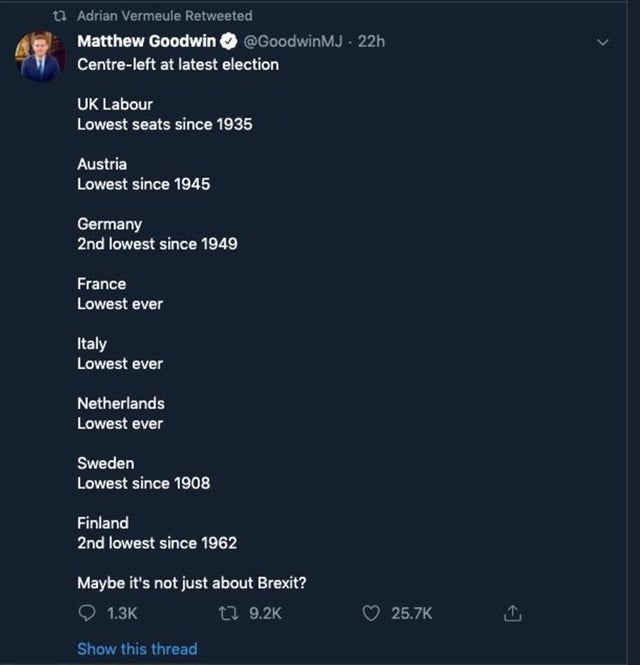 Adrian Vermeule Retweeted
Matthew Goodwin @GoodwinMJ · 22h
Centre-left at latest election
UK Labour
Lowest seats since 1935
Austria
Lowest since 1945
Germany
2nd lowest since 1949
France
Lowest ever
Italy
Lowest ever
Netherlands
Lowest ever
Sweden
Lowest since 1908
Finland
2nd lowest since 1962
Maybe it's not just about Brexit?
1.3K 9.2K 25.7K
Show this thread